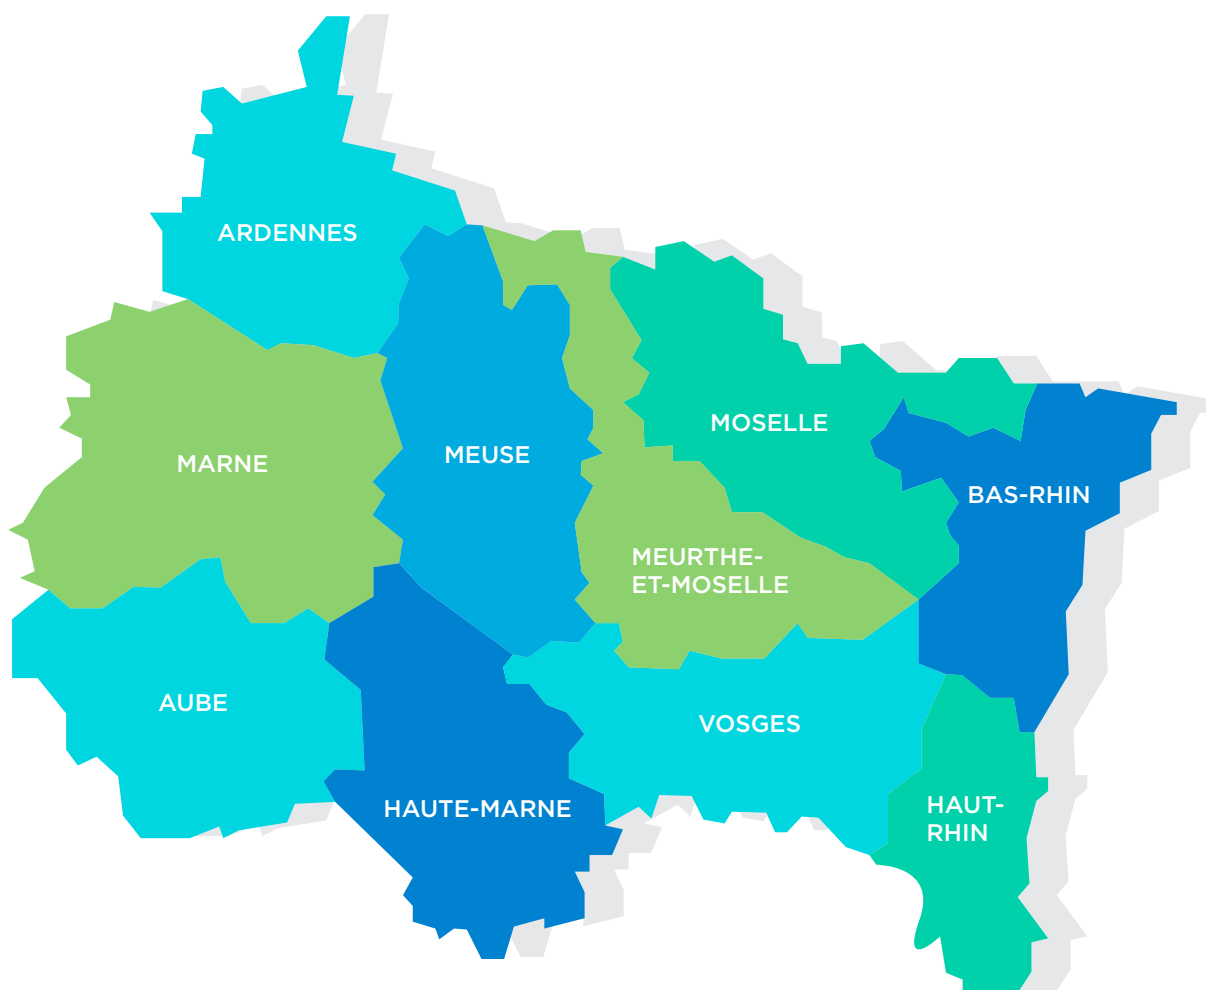 ARDENNES
MOSELLE
MEUSE
MARNE
BAS-RHIN
MEURTHE-
ET-MOSELLE
AUBE
VOSGES
HAUTE-MARNE
HAUT-
RHIN